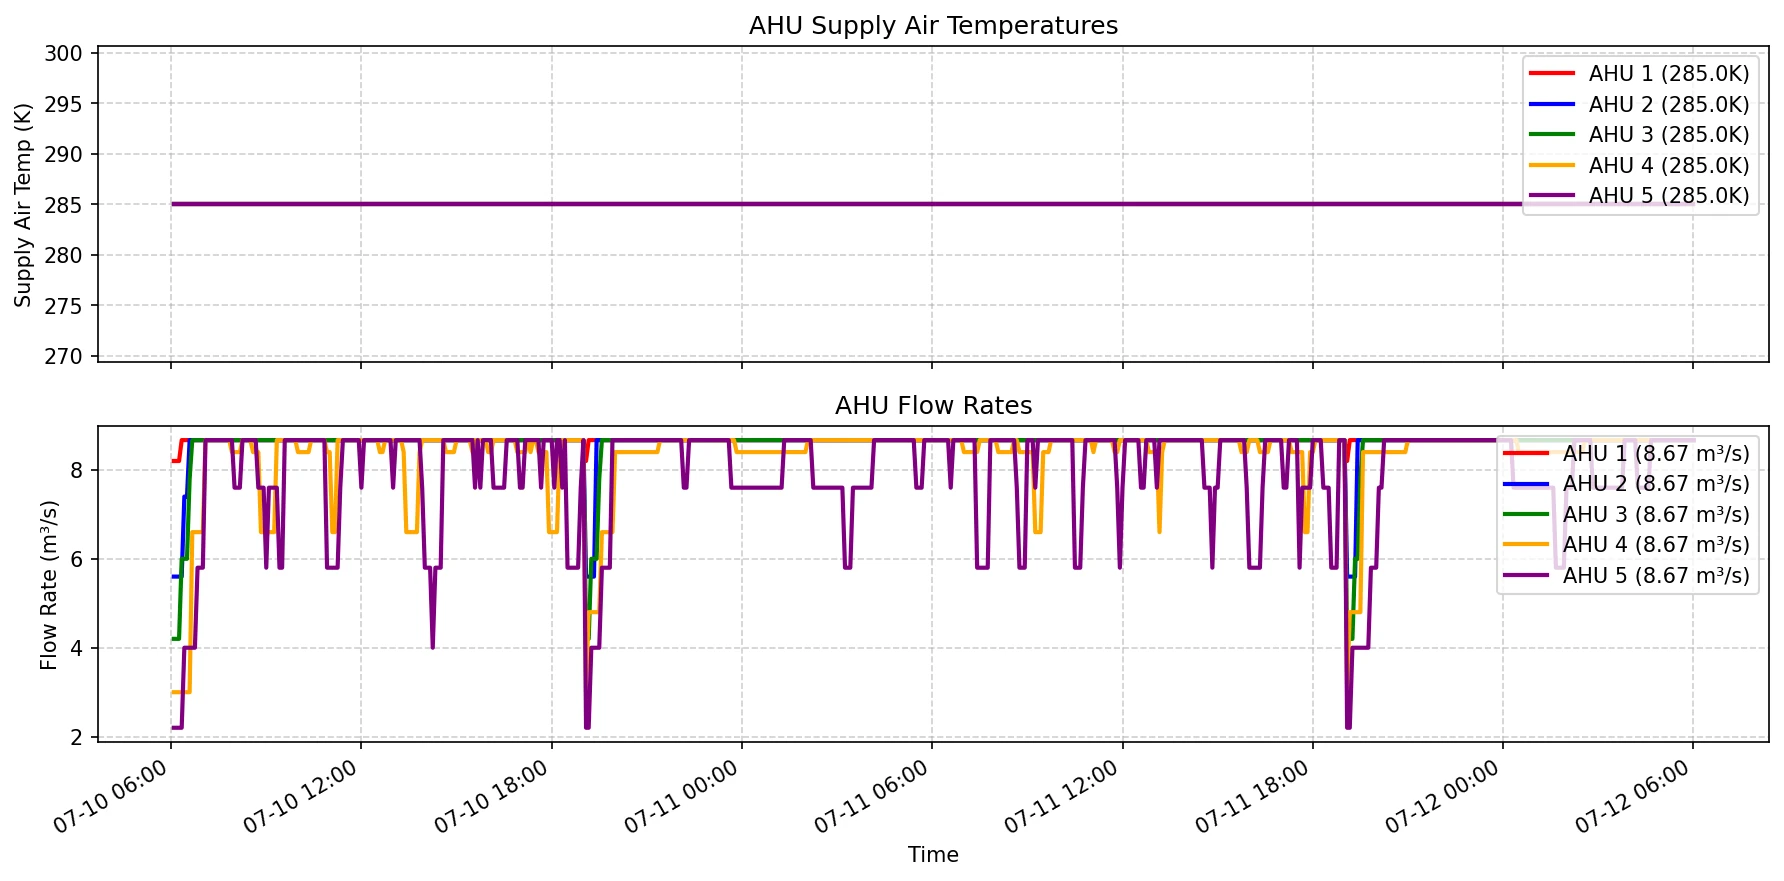 AHU Supply Air Temperatures
Supply Air Temp (K)
300
295
290
285
280
275
270
AHU 1 (285.0K)
AHU 2 (285.0K)
AHU 3 (285.0K)
AHU 4 (285.0K)
AHU 5 (285.0K)
AHU Flow Rates
Flow Rate (m³/s)
8
6
4
2
AHU 1 (8.67 m³/s)
AHU 2 (8.67 m³/s)
AHU 3 (8.67 m³/s)
AHU 4 (8.67 m³/s)
AHU 5 (8.67 m³/s)
07-10 06:00
07-10 12:00
07-10 18:00
07-11 00:00
07-11 06:00
07-11 12:00
07-11 18:00
07-12 00:00
07-12 06:00
Time